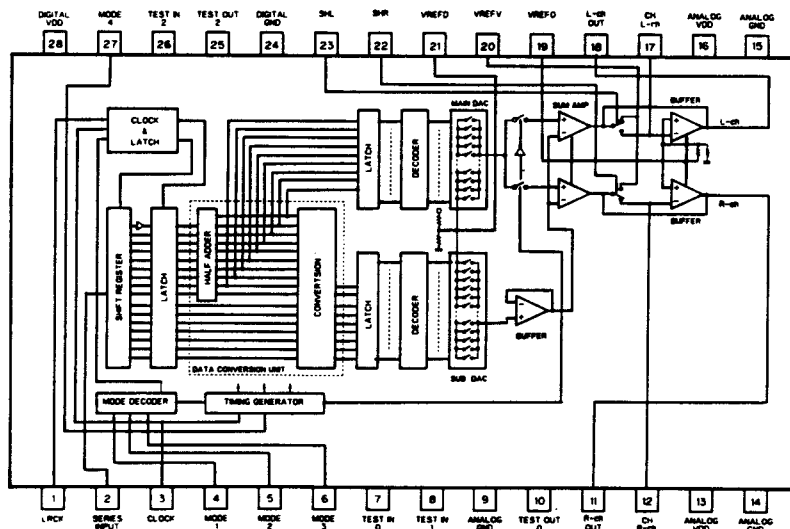 DIGITAL VDD
MODE 4
TEST IN 2
TEST OUT 2
DIGITAL GND
SHL
SHR
VREFD
VREFV
VREFO
L-ch OUT
CH L-ch
ANALOG VDD
ANALOG GND
28 27 26 25 24 23 22 21 20 19 18 17 16 15
CLOCK & LATCH
LATCH
DECODER
MAIN DAC
SUM AMP
BUFFER
L-ch
R-ch
BUFFER
SHIFT REGISTER
LATCH
HALF ADDER
CONVERTSION
LATCH
DECODER
BUFFER
DATA CONVERSION UNIT
SUB DAC
MODE DECODER
TIMING GENERATOR
1 2 3 4 5 6 7 8 9 10 11 12 13 14
LRCK
SERIES INPUT
CLOCK
MODE 1
MODE 2
MODE 3
TEST IN 0
TEST IN 1
ANALOG GND
TEST OUT 0
R-ch OUT
CH R-ch
ANALOG VDD
ANALOG GND